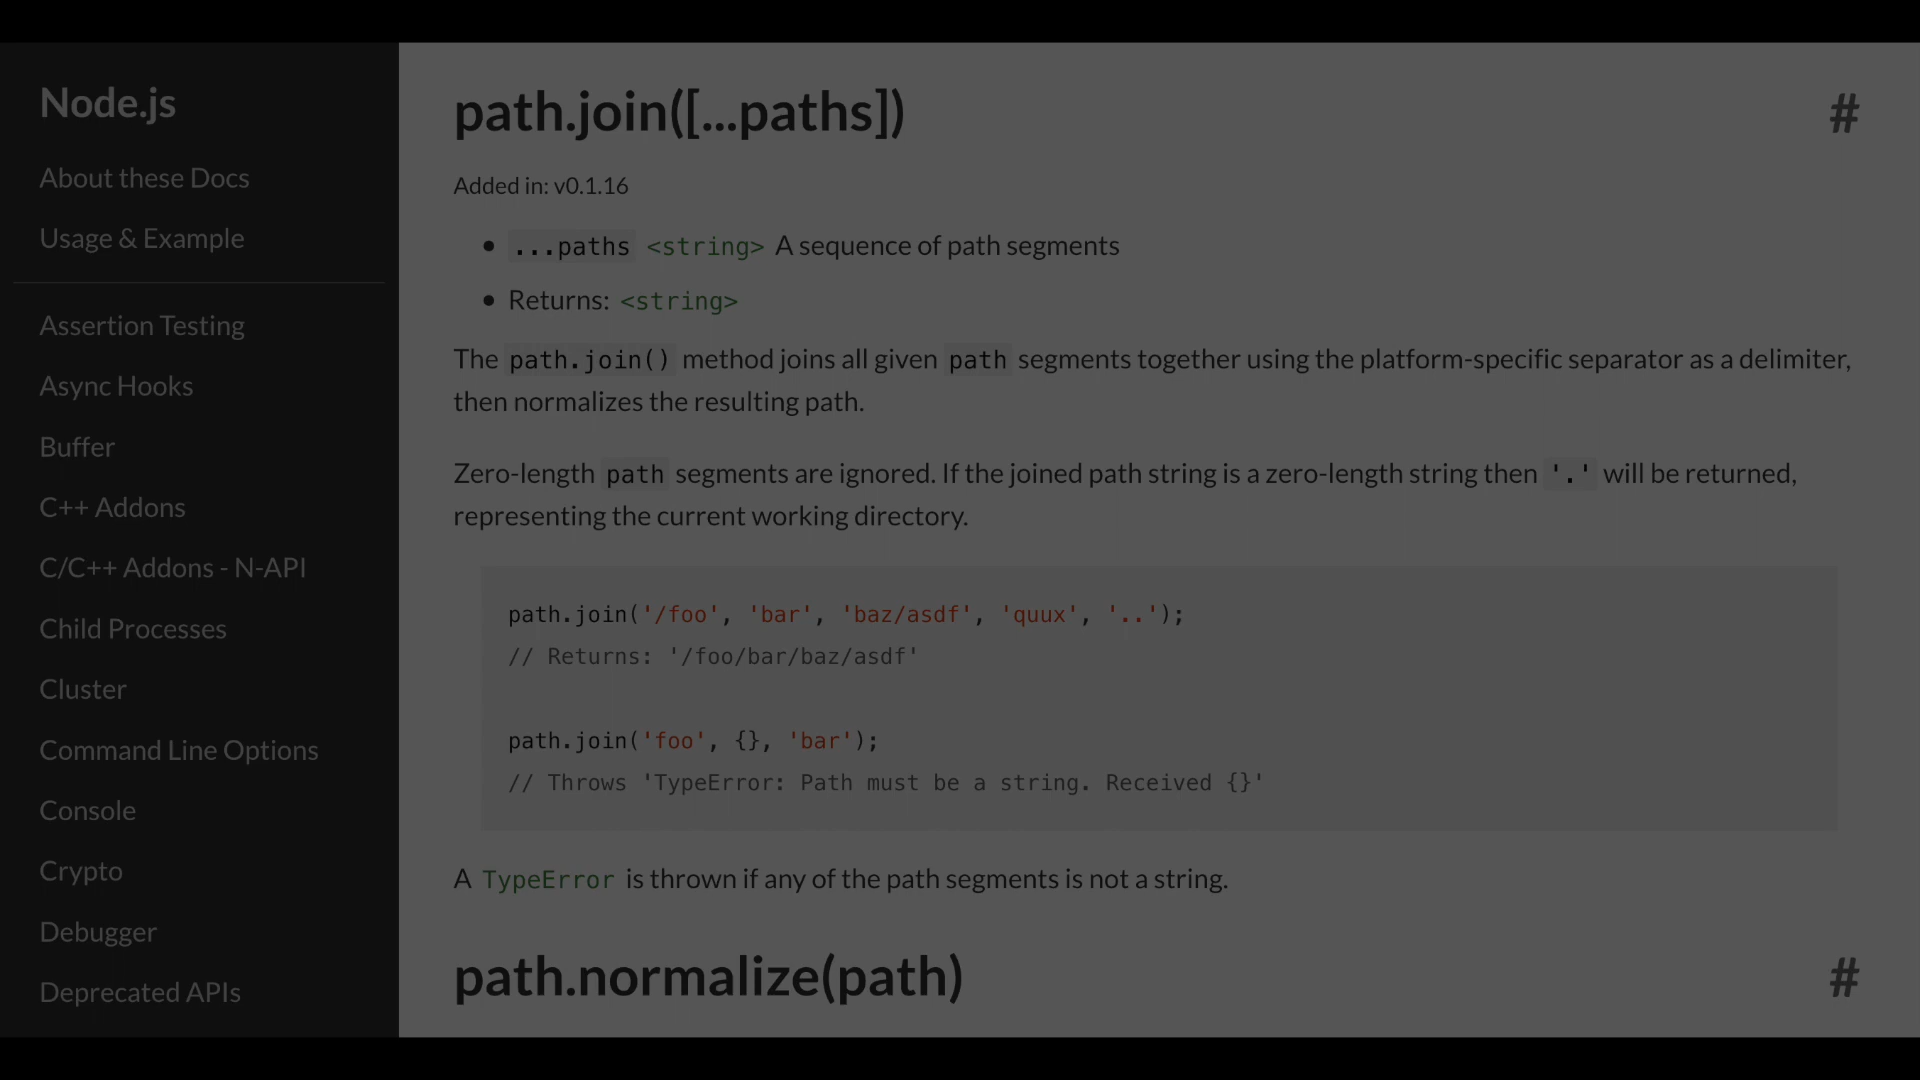 Node.js
About these Docs
Usage & Example
Assertion Testing
Async Hooks
Buffer
C++ Addons
C/C++ Addons - N-API
Child Processes
Cluster
Command Line Options
Console
Crypto
Debugger
Deprecated APIs
path.join([...paths])
#
Added in: v0.1.16
...paths <string> A sequence of path segments
Returns: <string>
The path.join() method joins all given path segments together using the platform-specific separator as a delimiter,
then normalizes the resulting path.
Zero-length path segments are ignored. If the joined path string is a zero-length string then '.' will be returned,
representing the current working directory.
path.join('/foo', 'bar', 'baz/asdf', 'quux', '..');
// Returns: '/foo/bar/baz/asdf'
path.join('foo', {}, 'bar');
// Throws 'TypeError: Path must be a string. Received {}'
A TypeError is thrown if any of the path segments is not a string.
path.normalize(path)
#